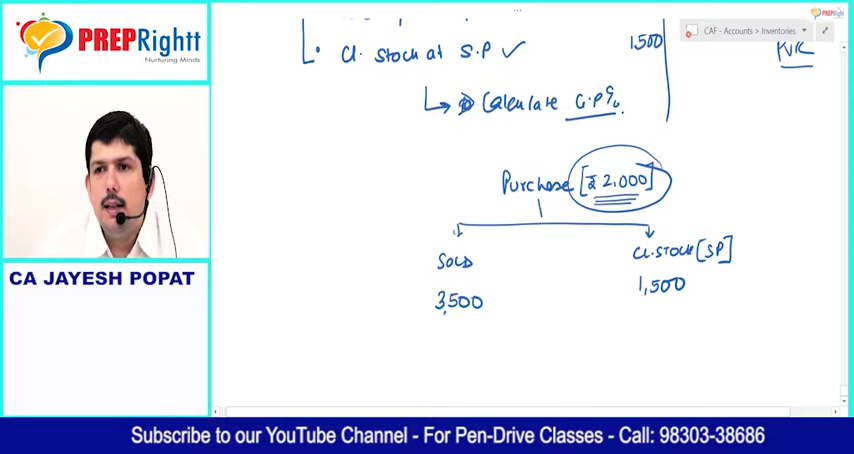 PREPRightt
Nurturing Minds
CAF - Accounts > Inventories
PREPRightt
Cl. Stock at S.P ✓
1,500
Calculate G.P%.
Purchase [₹ 2,000]
SOLD
Cl. STOCK [SP]
3,500
1,500
CA JAYESH POPAT
Subscribe to our YouTube Channel - For Pen-Drive Classes - Call: 98303-38686